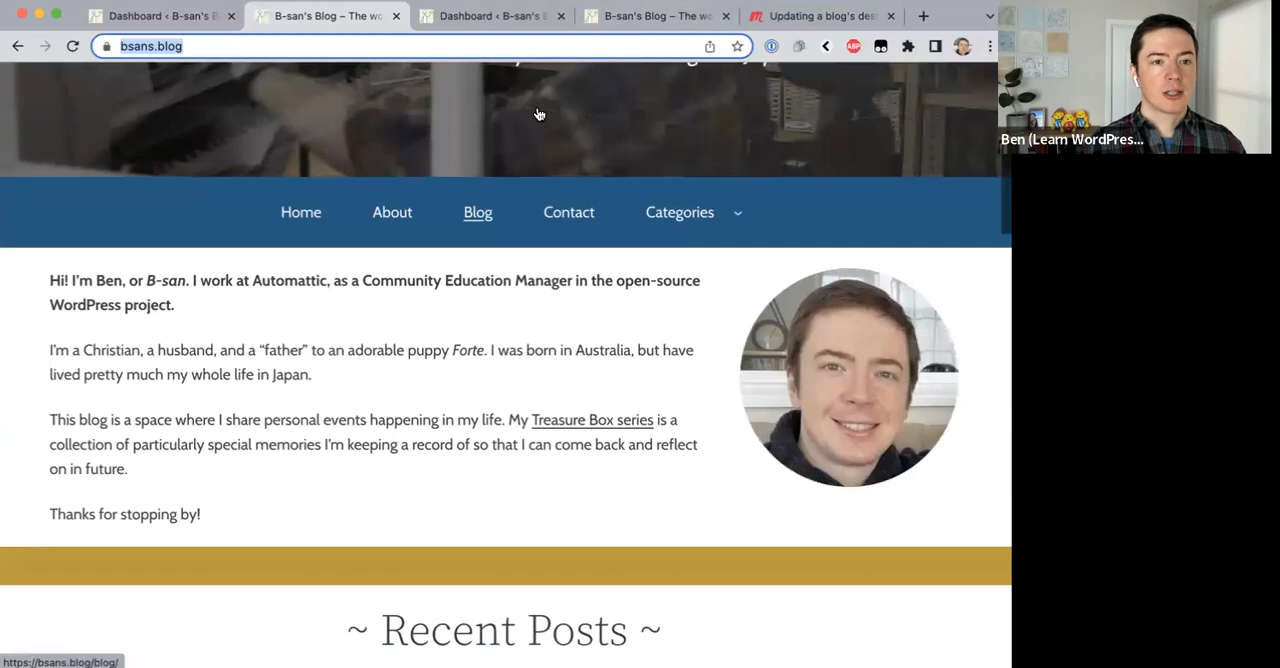 Dashboard ‹ B-san's B
B-san's Blog – The wo
Dashboard ‹ B-san's E
B-san's Blog – The wo
Updating a blog's des
bsans.blog
ABP
Ben (Learn WordPres...
Home About Blog Contact Categories
Hi! I'm Ben, or B-san. I work at Automattic, as a Community Education Manager in the open-source
WordPress project.
I'm a Christian, a husband, and a “father” to an adorable puppy Forte. I was born in Australia, but have
lived pretty much my whole life in Japan.
This blog is a space where I share personal events happening in my life. My Treasure Box series is a
collection of particularly special memories I'm keeping a record of so that I can come back and reflect
on in future.
Thanks for stopping by!
~ Recent Posts ~
https://bsans.blog/blog/